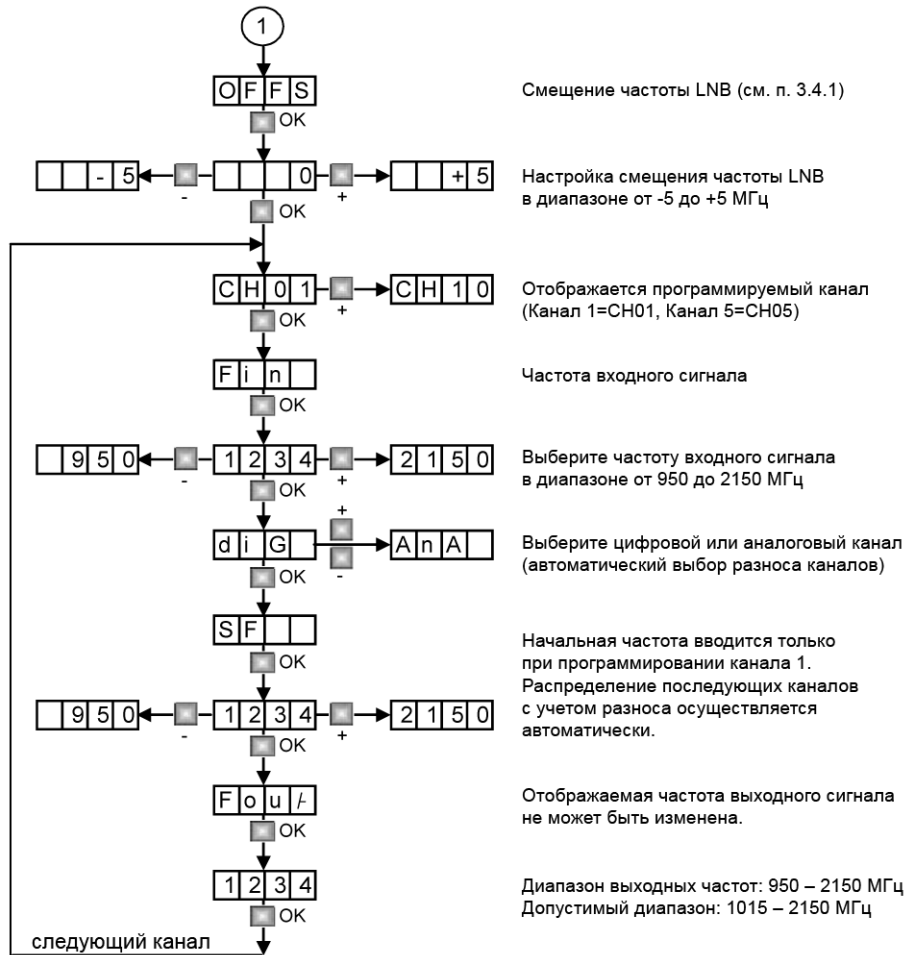 1
OFFS
Смещение частоты LNB (см. п. 3.4.1)
OK
-5
-
0
+
+5
Настройка смещения частоты LNB
в диапазоне от -5 до +5 МГц
OK
CH01
+
CH10
Отображается программируемый канал
(Канал 1=CH01, Канал 5=CH05)
OK
Fin
Частота входного сигнала
OK
950
-
1234
+
2150
Выберите частоту входного сигнала
в диапазоне от 950 до 2150 МГц
OK
diG
+
-
AnA
Выберите цифровой или аналоговый канал
(автоматический выбор разноса каналов)
OK
SF
Начальная частота вводится только
при программировании канала 1.
Распределение последующих каналов
с учетом разноса осуществляется
автоматически.
OK
950
-
1234
+
2150
OK
Fou⊦
Отображаемая частота выходного сигнала
не может быть изменена.
OK
1234
Диапазон выходных частот: 950 – 2150 МГц
Допустимый диапазон: 1015 – 2150 МГц
OK
следующий канал